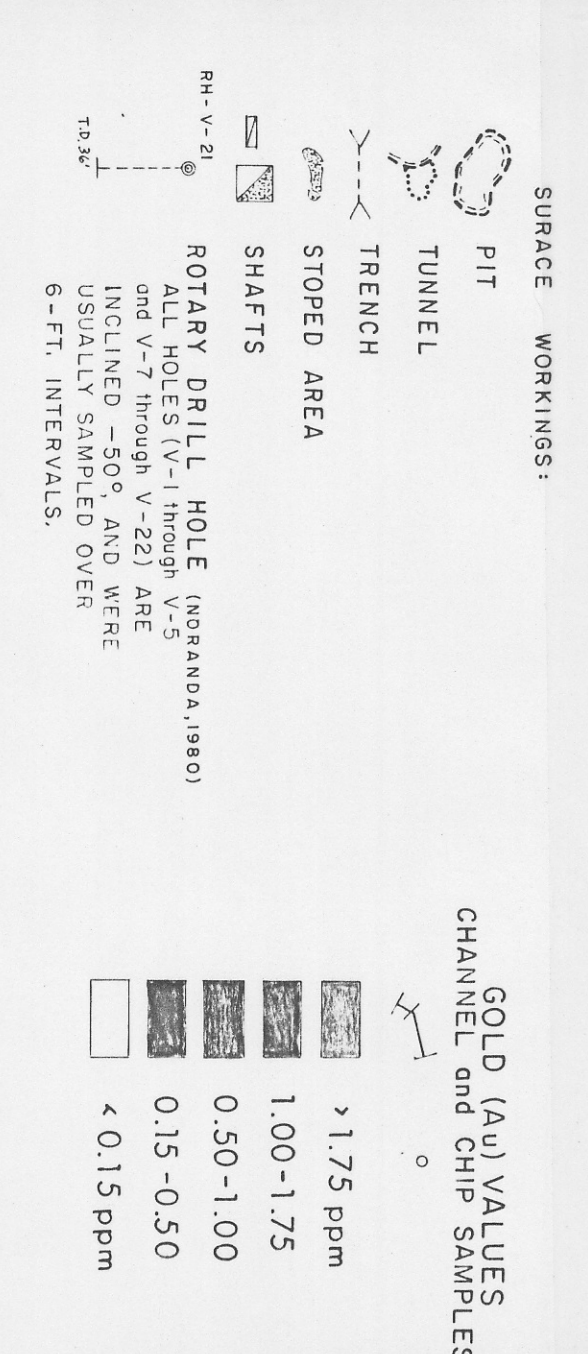 SURACE WORKINGS:
PIT
TUNNEL
TRENCH
STOPED AREA
SHAFTS
RH-V-21
T.D. 36'
ROTARY DRILL HOLE (NORANDA, 1980)
ALL HOLES (V-1 through V-5
and V-7 through V-22) ARE
INCLINED -50°, AND WERE
USUALLY SAMPLED OVER
6-FT. INTERVALS.
GOLD (Au) VALUES
CHANNEL and CHIP SAMPLES
>1.75 ppm
1.00-1.75
0.50-1.00
0.15-0.50
<0.15 ppm